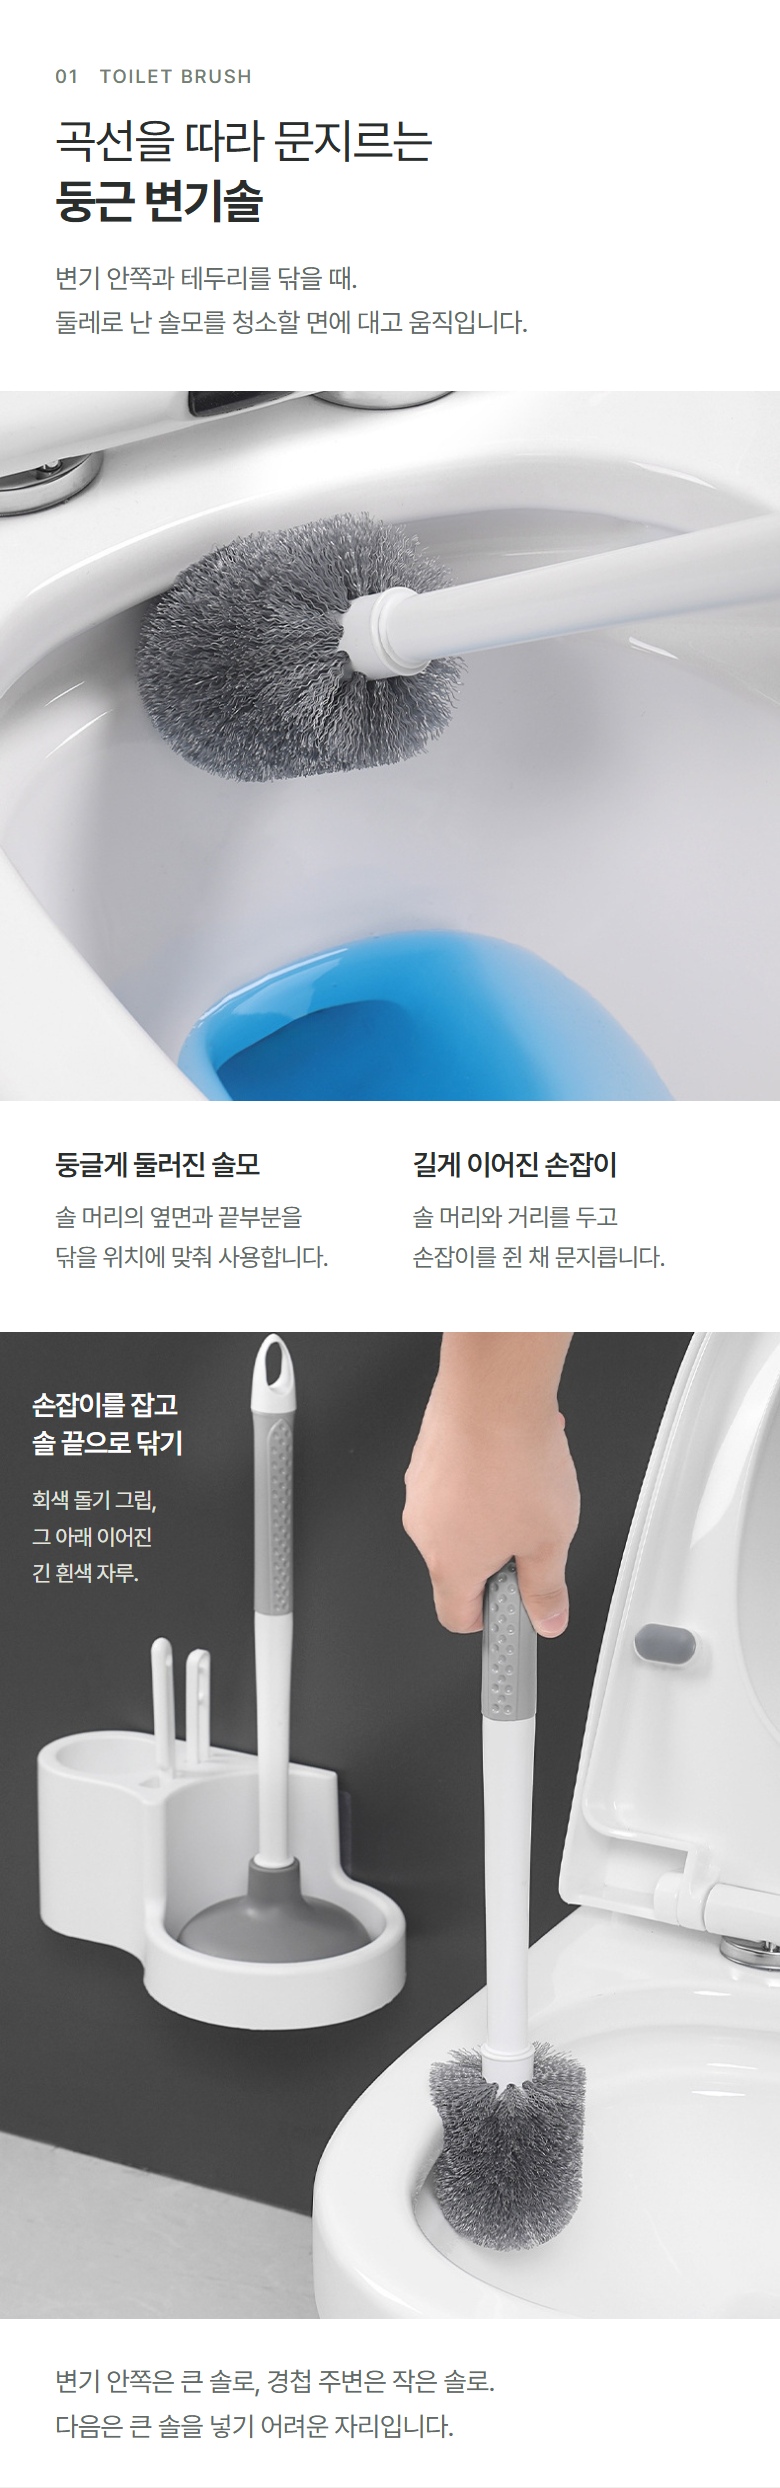 01 TOILET BRUSH
곡선을 따라 문지르는
둥근 변기솔
변기 안쪽과 테두리를 닦을 때.
둘레로 난 솔모를 청소할 면에 대고 움직입니다.
둥글게 둘러진 솔모
솔 머리의 옆면과 끝부분을
닦을 위치에 맞춰 사용합니다.
길게 이어진 손잡이
솔 머리와 거리를 두고
손잡이를 쥔 채 문지릅니다.
손잡이를 잡고
솔 끝으로 닦기
회색 돌기 그립,
그 아래 이어진
긴 흰색 자루.
변기 안쪽은 큰 솔로, 경첩 주변은 작은 솔로.
다음은 큰 솔을 넣기 어려운 자리입니다.